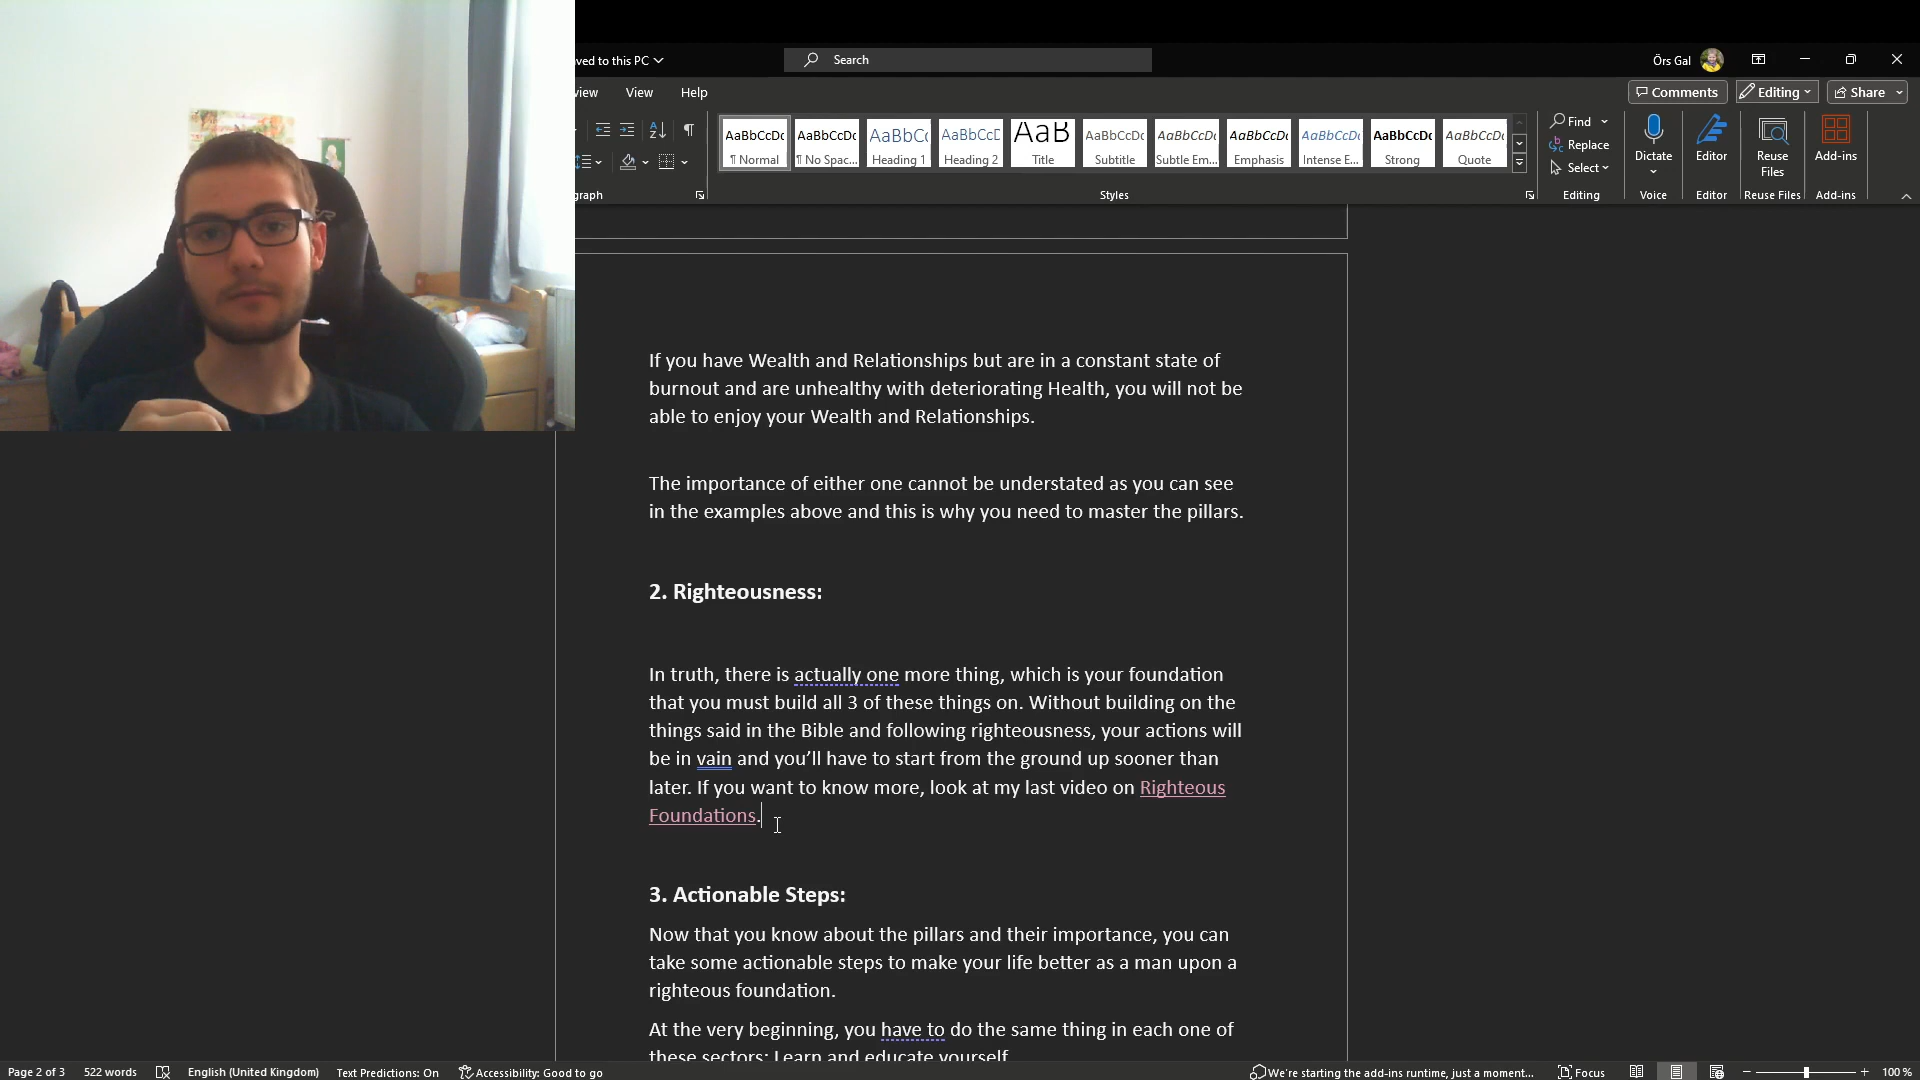 ved to this PC
Search
Örs Gal
view
View
Help
Comments
Editing
Share
AaBbCcDc
¶ Normal
AaBbCcDc
¶ No Spac...
AaBbC
Heading 1
AaBbCcD
Heading 2
AaB
Title
AaBbCcDc
Subtitle
AaBbCcDc
Subtle Em...
AaBbCcDc
Emphasis
AaBbCcDc
Intense E...
AaBbCcDc
Strong
AaBbCcDc
Quote
Find
Replace
Select
Dictate
Editor
Reuse
Files
Add-ins
graph
Styles
Editing
Voice
Editor
Reuse Files
Add-ins
If you have Wealth and Relationships but are in a constant state of
burnout and are unhealthy with deteriorating Health, you will not be
able to enjoy your Wealth and Relationships.
The importance of either one cannot be understated as you can see
in the examples above and this is why you need to master the pillars.
2. Righteousness:
In truth, there is actually one more thing, which is your foundation
that you must build all 3 of these things on. Without building on the
things said in the Bible and following righteousness, your actions will
be in vain and you’ll have to start from the ground up sooner than
later. If you want to know more, look at my last video on Righteous
Foundations.
3. Actionable Steps:
Now that you know about the pillars and their importance, you can
take some actionable steps to make your life better as a man upon a
righteous foundation.
At the very beginning, you have to do the same thing in each one of
these sectors: Learn and educate yourself
Page 2 of 3
522 words
English (United Kingdom)
Text Predictions: On
Accessibility: Good to go
We're starting the add-ins runtime, just a moment...
Focus
100 %